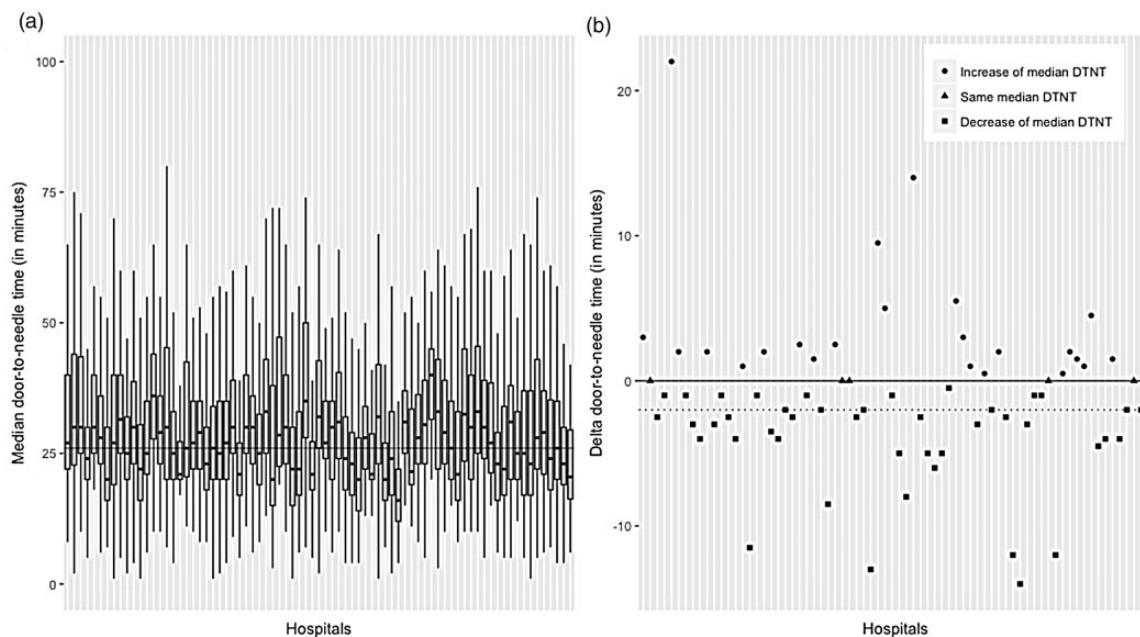 (a)
100
75
50
25
0
Median door-to-needle time (in minutes)
Hospitals
(b)
20
10
0
-10
Delta door-to-needle time (in minutes)
Hospitals
Increase of median DTNT
Same median DTNT
Decrease of median DTNT